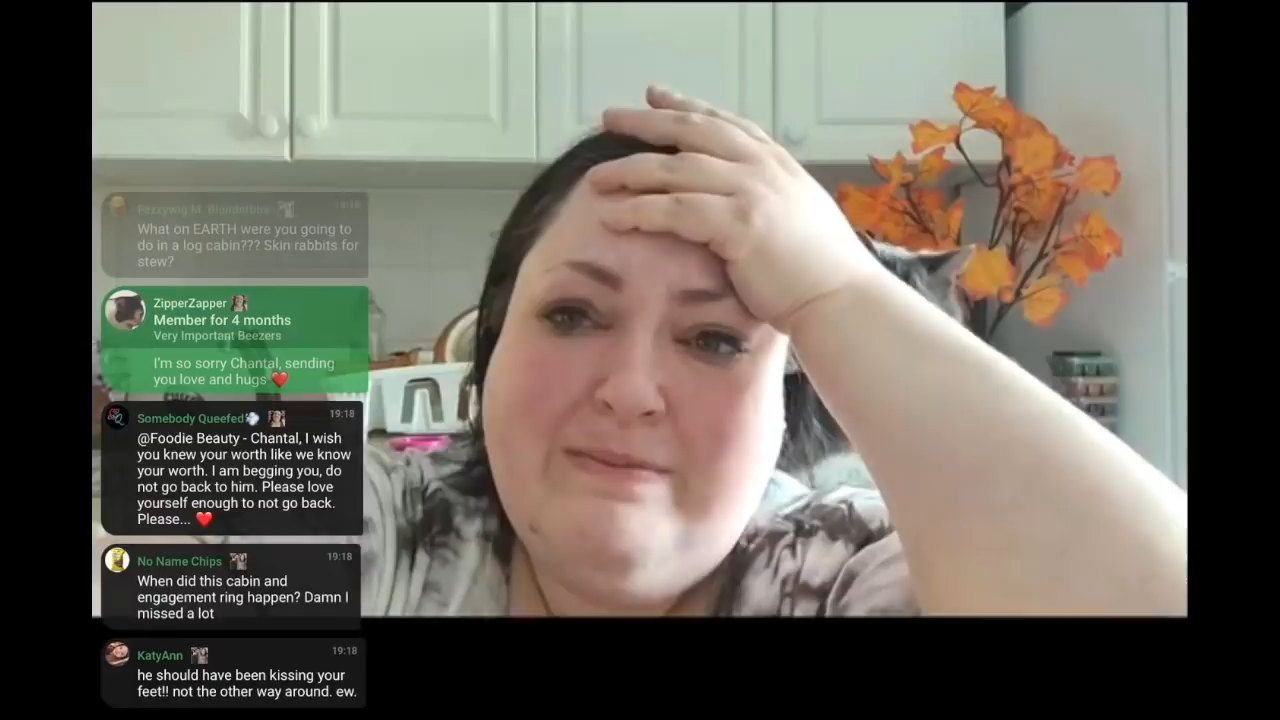 Fezzywig M. Blunderbus 19:18
What on EARTH were you going to
do in a log cabin??? Skin rabbits for
stew?
ZipperZapper
Member for 4 months
Very Important Beezers
I'm so sorry Chantal, sending
you love and hugs ❤️
Somebody Queefed💨 19:18
@Foodie Beauty - Chantal, I wish
you knew your worth like we know
your worth. I am begging you, do
not go back to him. Please love
yourself enough to not go back.
Please... ❤️
No Name Chips 19:18
When did this cabin and
engagement ring happen? Damn I
missed a lot
KatyAnn 19:18
he should have been kissing your
feet!! not the other way around. ew.